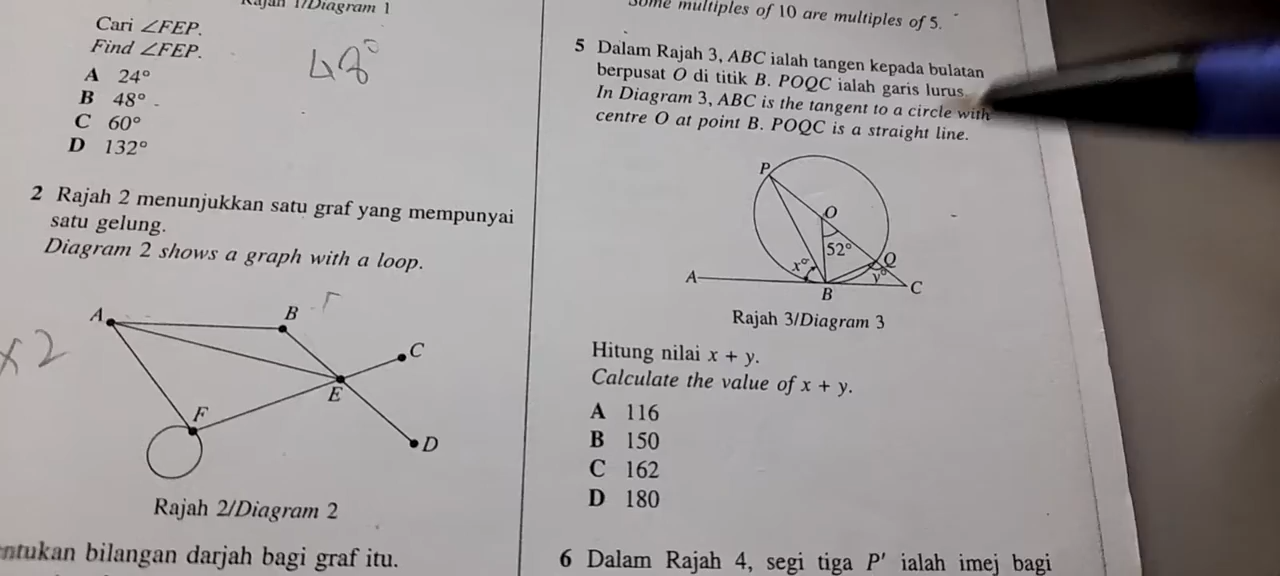 Rajah 1/Diagram 1
Cari ∠FEP.
Find ∠FEP.
A 24°
B 48°
C 60°
D 132°
48°
2 Rajah 2 menunjukkan satu graf yang mempunyai
satu gelung.
Diagram 2 shows a graph with a loop.
A
B
C
E
F
D
x2
Rajah 2/Diagram 2
ntukan bilangan darjah bagi graf itu.
Some multiples of 10 are multiples of 5.
5 Dalam Rajah 3, ABC ialah tangen kepada bulatan
berpusat O di titik B. POQC ialah garis lurus.
In Diagram 3, ABC is the tangent to a circle with
centre O at point B. POQC is a straight line.
P
O
52°
Q
x°
y°
A
B
C
Rajah 3/Diagram 3
Hitung nilai x + y.
Calculate the value of x + y.
A 116
B 150
C 162
D 180
6 Dalam Rajah 4, segi tiga P′ ialah imej bagi